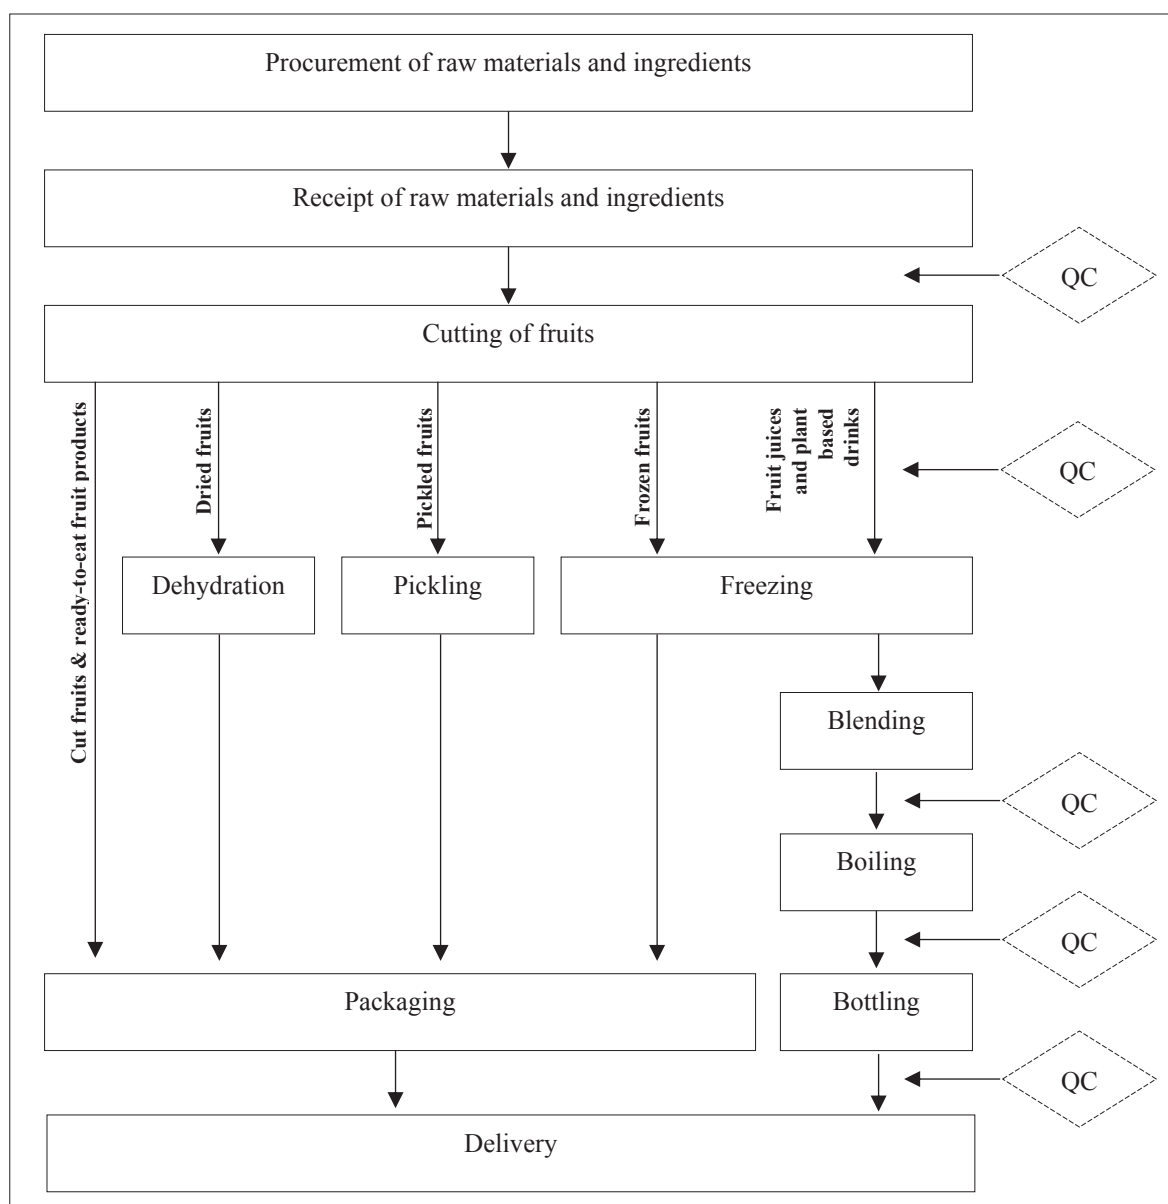 Procurement of raw materials and ingredients
Receipt of raw materials and ingredients
QC
Cutting of fruits
Cut fruits & ready-to-eat fruit products
Dried fruits
Pickled fruits
Frozen fruits
Fruit juices
and plant
based
drinks
QC
Dehydration
Pickling
Freezing
Blending
QC
Boiling
QC
Packaging
Bottling
QC
Delivery